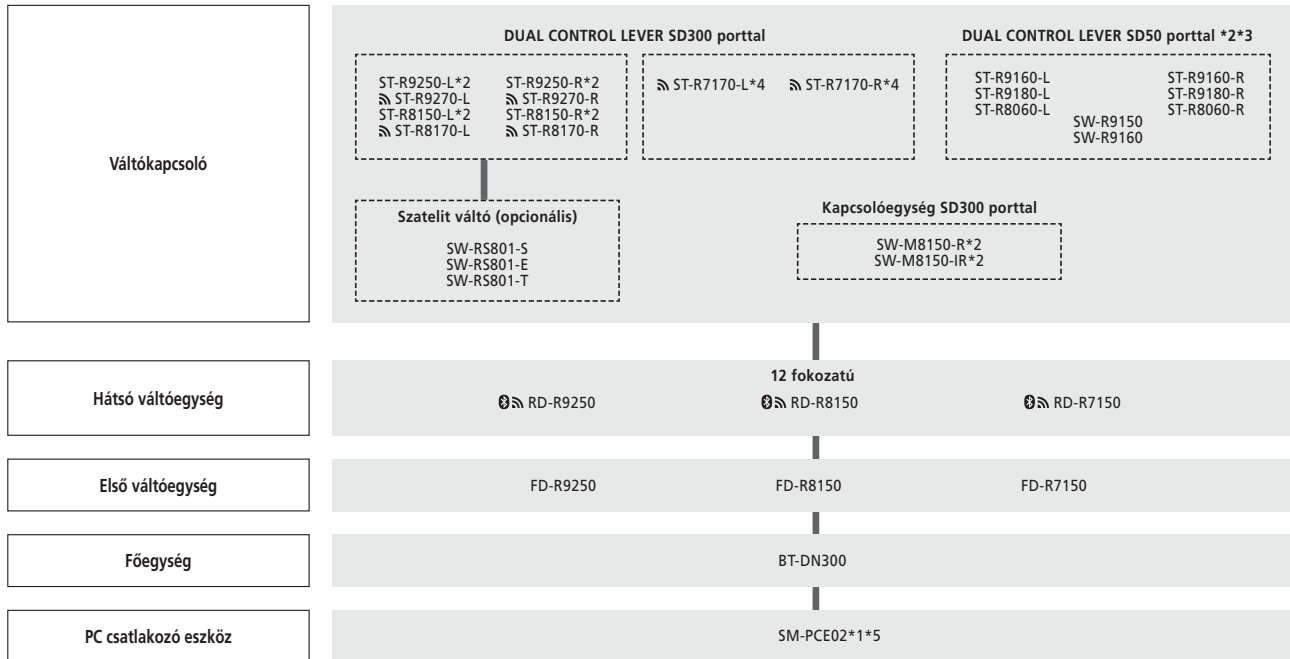 Váltókapcsoló
DUAL CONTROL LEVER SD300 porttal
ST-R9250-L*2 ST-R9250-R*2
ST-R9270-L ST-R9270-R
ST-R8150-L*2 ST-R8150-R*2
ST-R8170-L ST-R8170-R
ST-R7170-L*4 ST-R7170-R*4
DUAL CONTROL LEVER SD50 porttal *2*3
ST-R9160-L ST-R9160-R
ST-R9180-L ST-R9180-R
ST-R8060-L ST-R8060-R
SW-R9150
SW-R9160
Szatelit váltó (opcionális)
SW-RS801-S
SW-RS801-E
SW-RS801-T
Kapcsolóegység SD300 porttal
SW-M8150-R*2
SW-M8150-IR*2
Hátsó váltóegység
12 fokozatú
RD-R9250 RD-R8150 RD-R7150
Első váltóegység
FD-R9250 FD-R8150 FD-R7150
Főegység
BT-DN300
PC csatlakozó eszköz
SM-PCE02*1*5